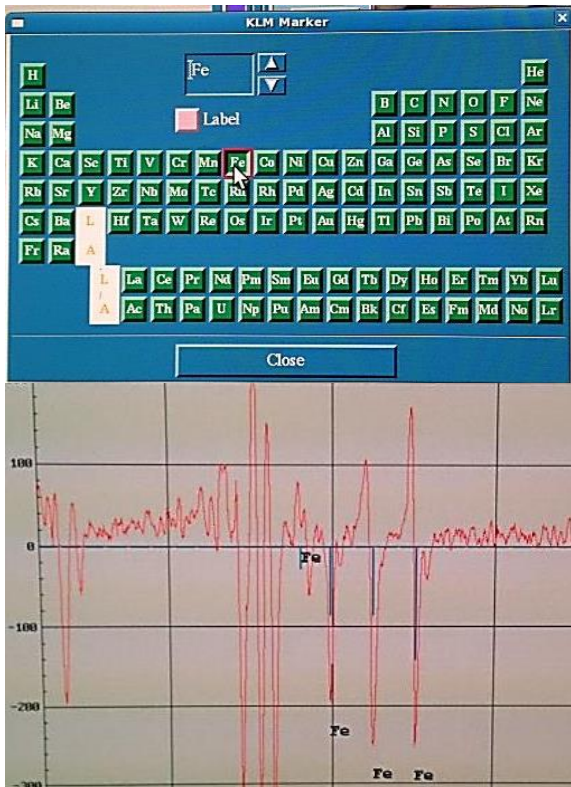 KLM Marker
Fe
Label
H He
Li Be B C N O F Ne
Na Mg Al Si P S Cl Ar
K Ca Sc Ti V Cr Mn Fe Co Ni Cu Zn Ga Ge As Se Br Kr
Rb Sr Y Zr Nb Mo Tc Ru Rh Pd Ag Cd In Sn Sb Te I Xe
Cs Ba L Hf Ta W Re Os Ir Pt Au Hg Tl Pb Bi Po At Rn
Fr Ra A
L La Ce Pr Nd Pm Sm Eu Gd Tb Dy Ho Er Tm Yb Lu
A Ac Th Pa U Np Pu Am Cm Bk Cf Es Fm Md No Lr
Close
100
0
Fe
-100
-200
Fe
Fe Fe
-300